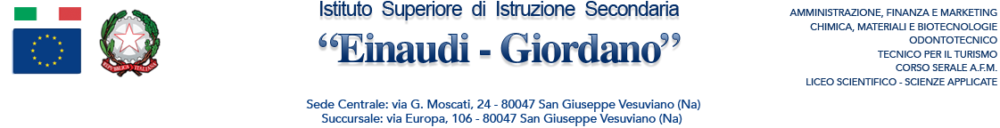 REPVBBLICA ITALIANA
Istituto Superiore di Istruzione Secondaria
“Einaudi - Giordano”
AMMINISTRAZIONE, FINANZA E MARKETING
CHIMICA, MATERIALI E BIOTECNOLOGIE
ODONTOTECNICO
TECNICO PER IL TURISMO
CORSO SERALE A.F.M.
LICEO SCIENTIFICO - SCIENZE APPLICATE
Sede Centrale: via G. Moscati, 24 - 80047 San Giuseppe Vesuviano (Na)
Succursale: via Europa, 106 - 80047 San Giuseppe Vesuviano (Na)